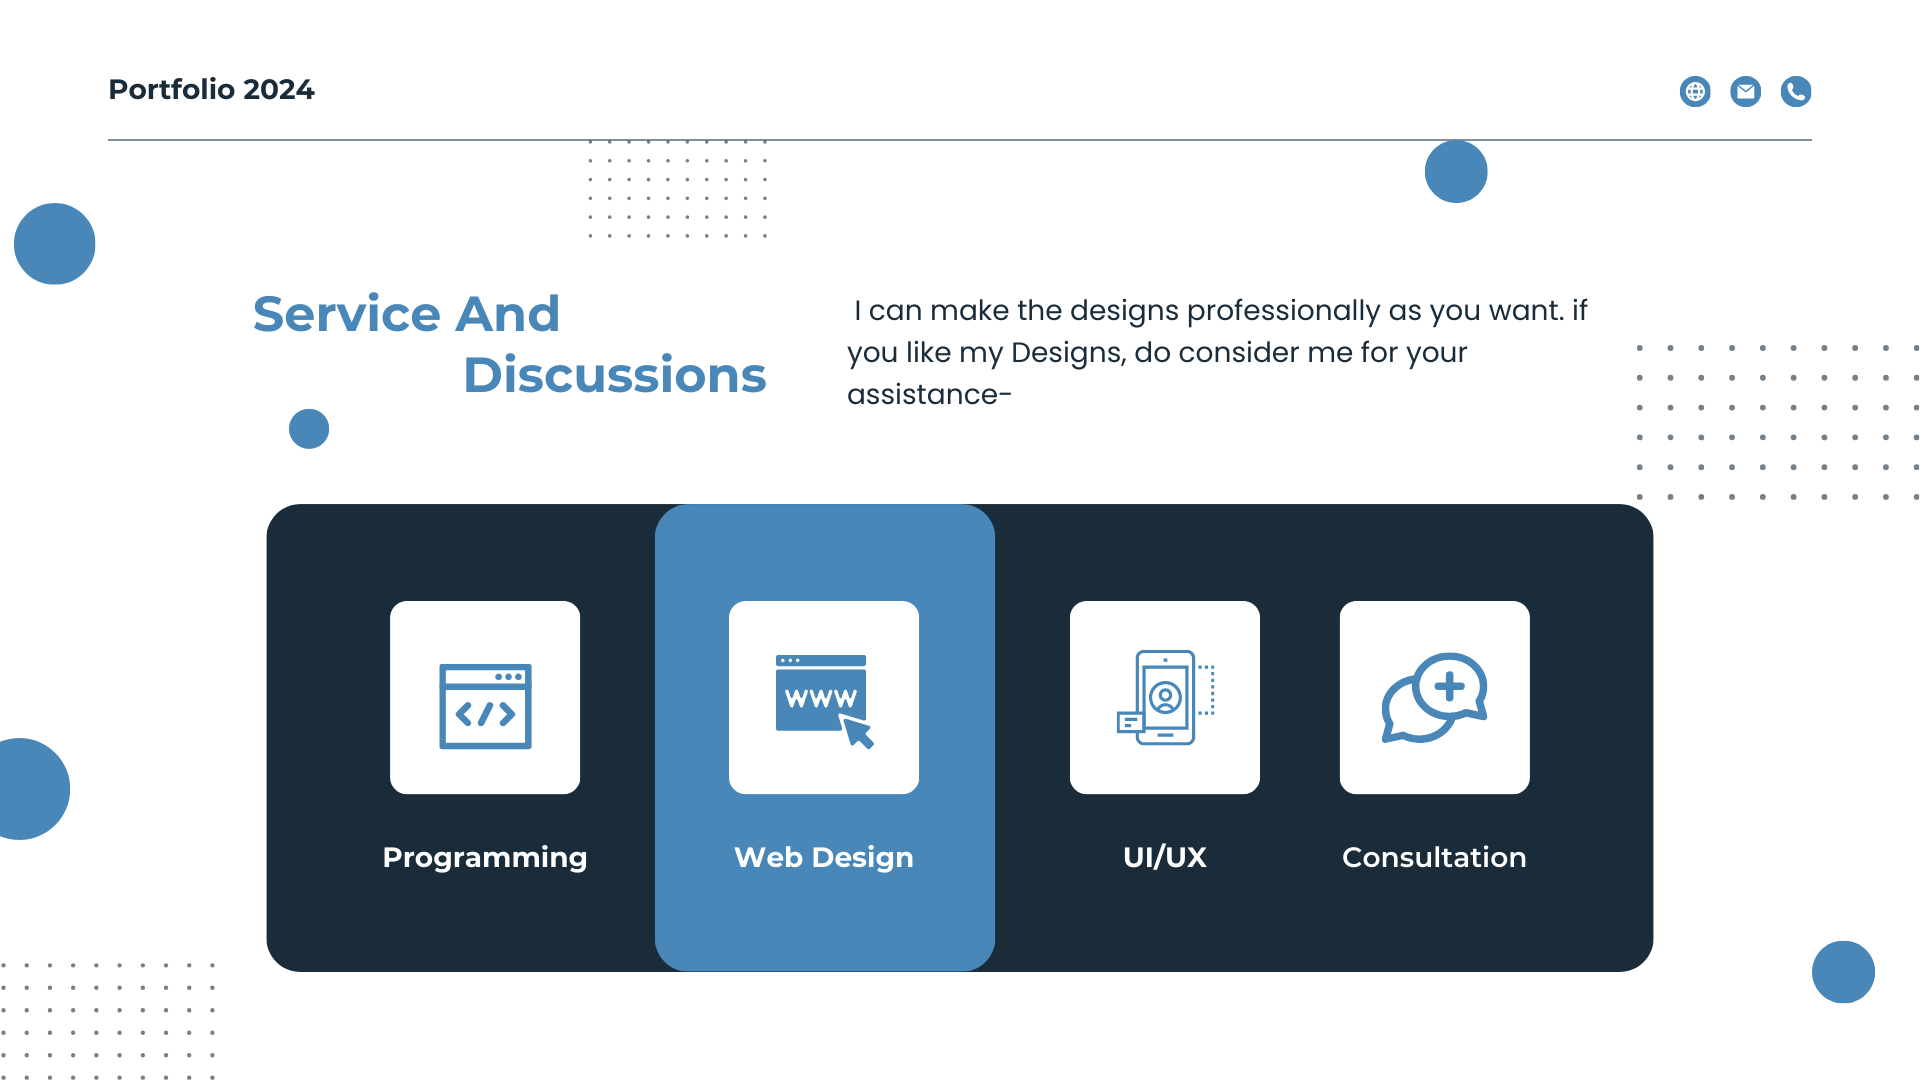 Portfolio 2024
Service And
Discussions
I can make the designs professionally as you want. if
you like my Designs, do consider me for your
assistance-
</>
WWW
Programming
Web Design
UI/UX
Consultation